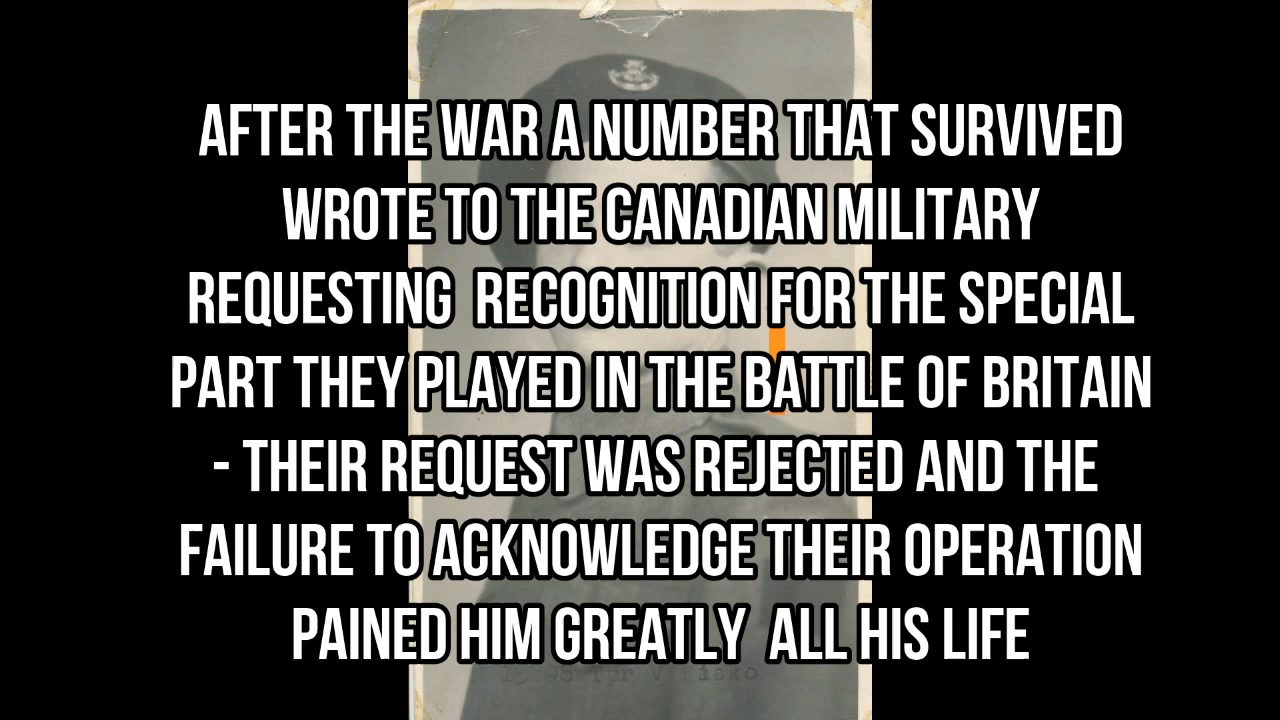 AFTER THE WAR A NUMBER THAT SURVIVED
WROTE TO THE CANADIAN MILITARY
REQUESTING  RECOGNITION FOR THE SPECIAL
PART THEY PLAYED IN THE BATTLE OF BRITAIN
- THEIR REQUEST WAS REJECTED AND THE
FAILURE TO ACKNOWLEDGE THEIR OPERATION
PAINED HIM GREATLY  ALL HIS LIFE